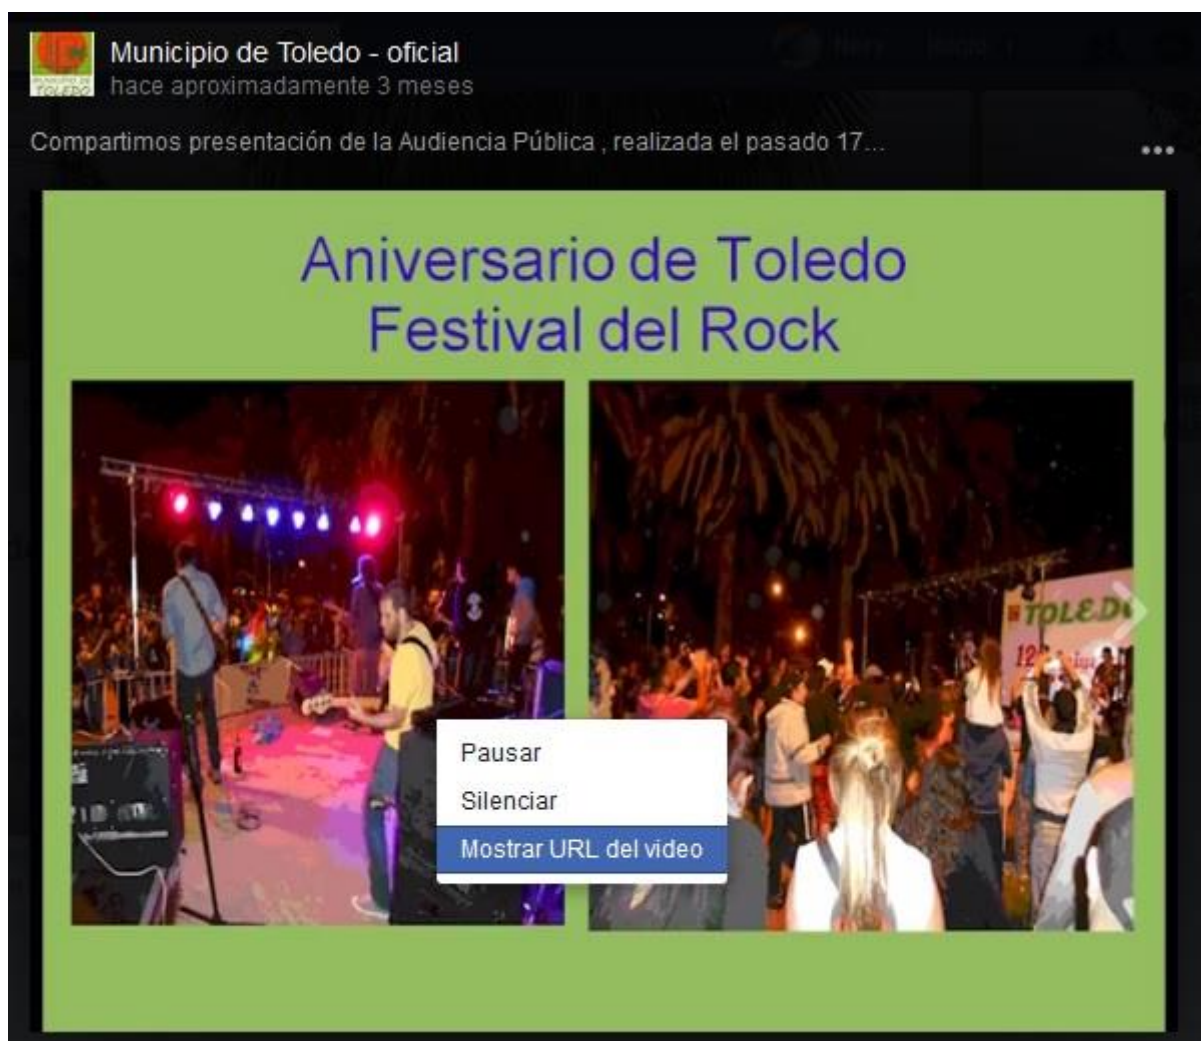 Municipio de Toledo - oficial
hace aproximadamente 3 meses
Compartimos presentación de la Audiencia Pública , realizada el pasado 17...
Aniversario de Toledo
Festival del Rock
TOLEDO
Pausar
Silenciar
Mostrar URL del video